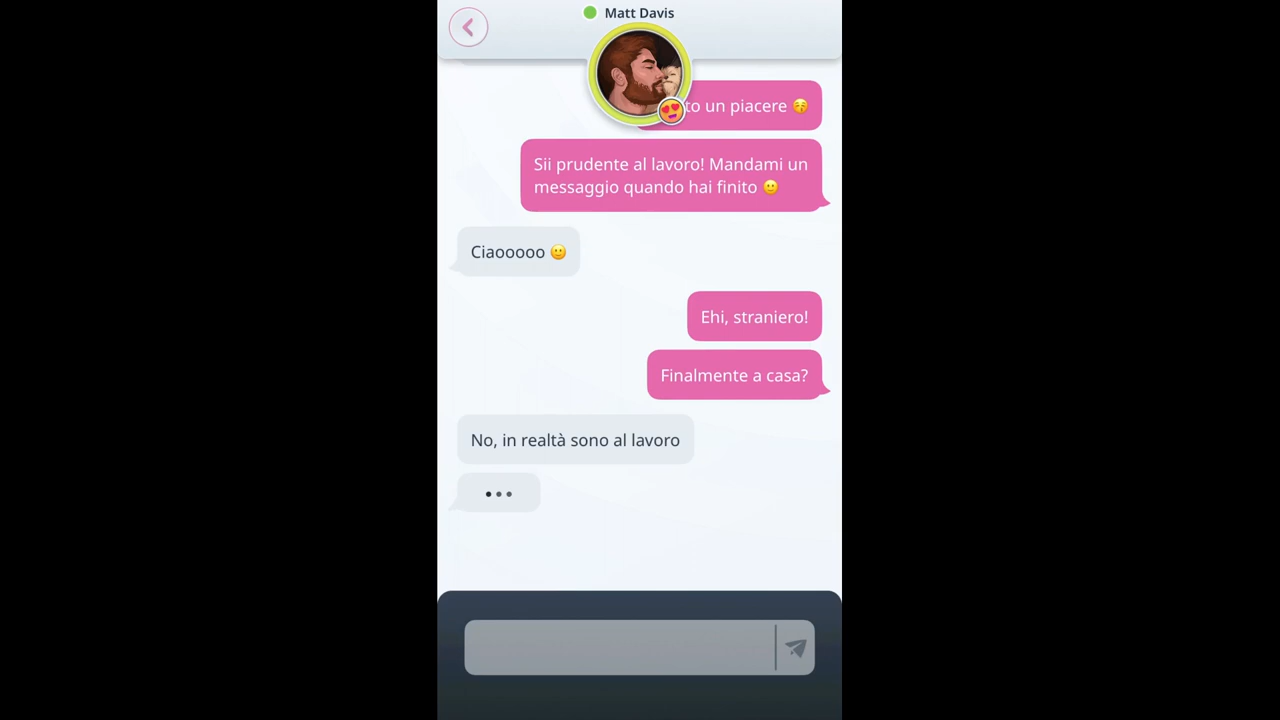 Matt Davis
to un piacere 😚
Sii prudente al lavoro! Mandami un
messaggio quando hai finito 🙂
Ciaooooo 🙂
Ehi, straniero!
Finalmente a casa?
No, in realtà sono al lavoro